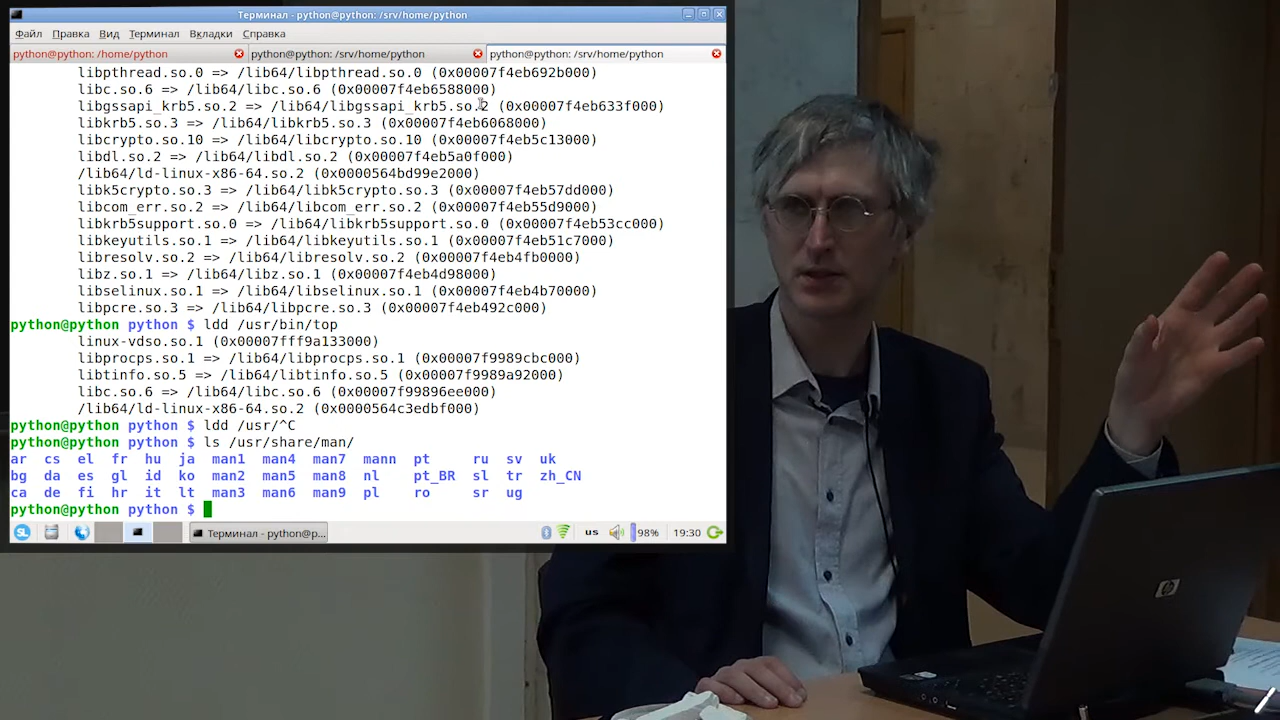 Терминал - python@python: /srv/home/python
Файл Правка Вид Терминал Вкладки Справка
python@python: /home/python python@python: /srv/home/python python@python: /srv/home/python
libpthread.so.0 => /lib64/libpthread.so.0 (0x00007f4eb692b000)
libc.so.6 => /lib64/libc.so.6 (0x00007f4eb6588000)
libgssapi_krb5.so.2 => /lib64/libgssapi_krb5.so.2 (0x00007f4eb633f000)
libkrb5.so.3 => /lib64/libkrb5.so.3 (0x00007f4eb6068000)
libcrypto.so.10 => /lib64/libcrypto.so.10 (0x00007f4eb5c13000)
libdl.so.2 => /lib64/libdl.so.2 (0x00007f4eb5a0f000)
/lib64/ld-linux-x86-64.so.2 (0x0000564bd99e2000)
libk5crypto.so.3 => /lib64/libk5crypto.so.3 (0x00007f4eb57dd000)
libcom_err.so.2 => /lib64/libcom_err.so.2 (0x00007f4eb55d9000)
libkrb5support.so.0 => /lib64/libkrb5support.so.0 (0x00007f4eb53cc000)
libkeyutils.so.1 => /lib64/libkeyutils.so.1 (0x00007f4eb51c7000)
libresolv.so.2 => /lib64/libresolv.so.2 (0x00007f4eb4fb0000)
libz.so.1 => /lib64/libz.so.1 (0x00007f4eb4d98000)
libselinux.so.1 => /lib64/libselinux.so.1 (0x00007f4eb4b70000)
libpcre.so.3 => /lib64/libpcre.so.3 (0x00007f4eb492c000)
python@python python $ ldd /usr/bin/top
linux-vdso.so.1 (0x00007fff9a133000)
libprocps.so.1 => /lib64/libprocps.so.1 (0x00007f9989cbc000)
libtinfo.so.5 => /lib64/libtinfo.so.5 (0x00007f9989a92000)
libc.so.6 => /lib64/libc.so.6 (0x00007f99896ee000)
/lib64/ld-linux-x86-64.so.2 (0x0000564c3edbf000)
python@python python $ ldd /usr/^C
python@python python $ ls /usr/share/man/
ar cs el fr hu ja man1 man4 man7 mann pt ru sv uk
bg da es gl id ko man2 man5 man8 nl pt_BR sl tr zh_CN
ca de fi hr it lt man3 man6 man9 pl ro sr ug
python@python python $
Терминал - python@p... us 98% 19:30
hp